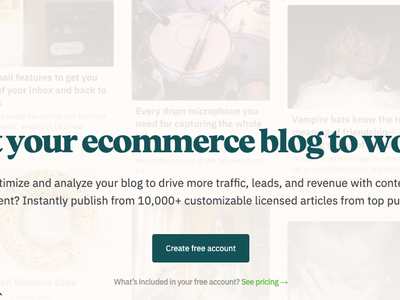 nail features to get you
of your inbox and back to
s
Every drum microphone you
need for capturing the whole
Vampire bats know the
t your ecommerce blog to wo
timize and analyze your blog to drive more traffic, leads, and revenue with conte
ent? Instantly publish from 10,000+ customizable licensed articles from top pu
Create free account
What's included in your free account? See pricing →
en Turmeric Cake